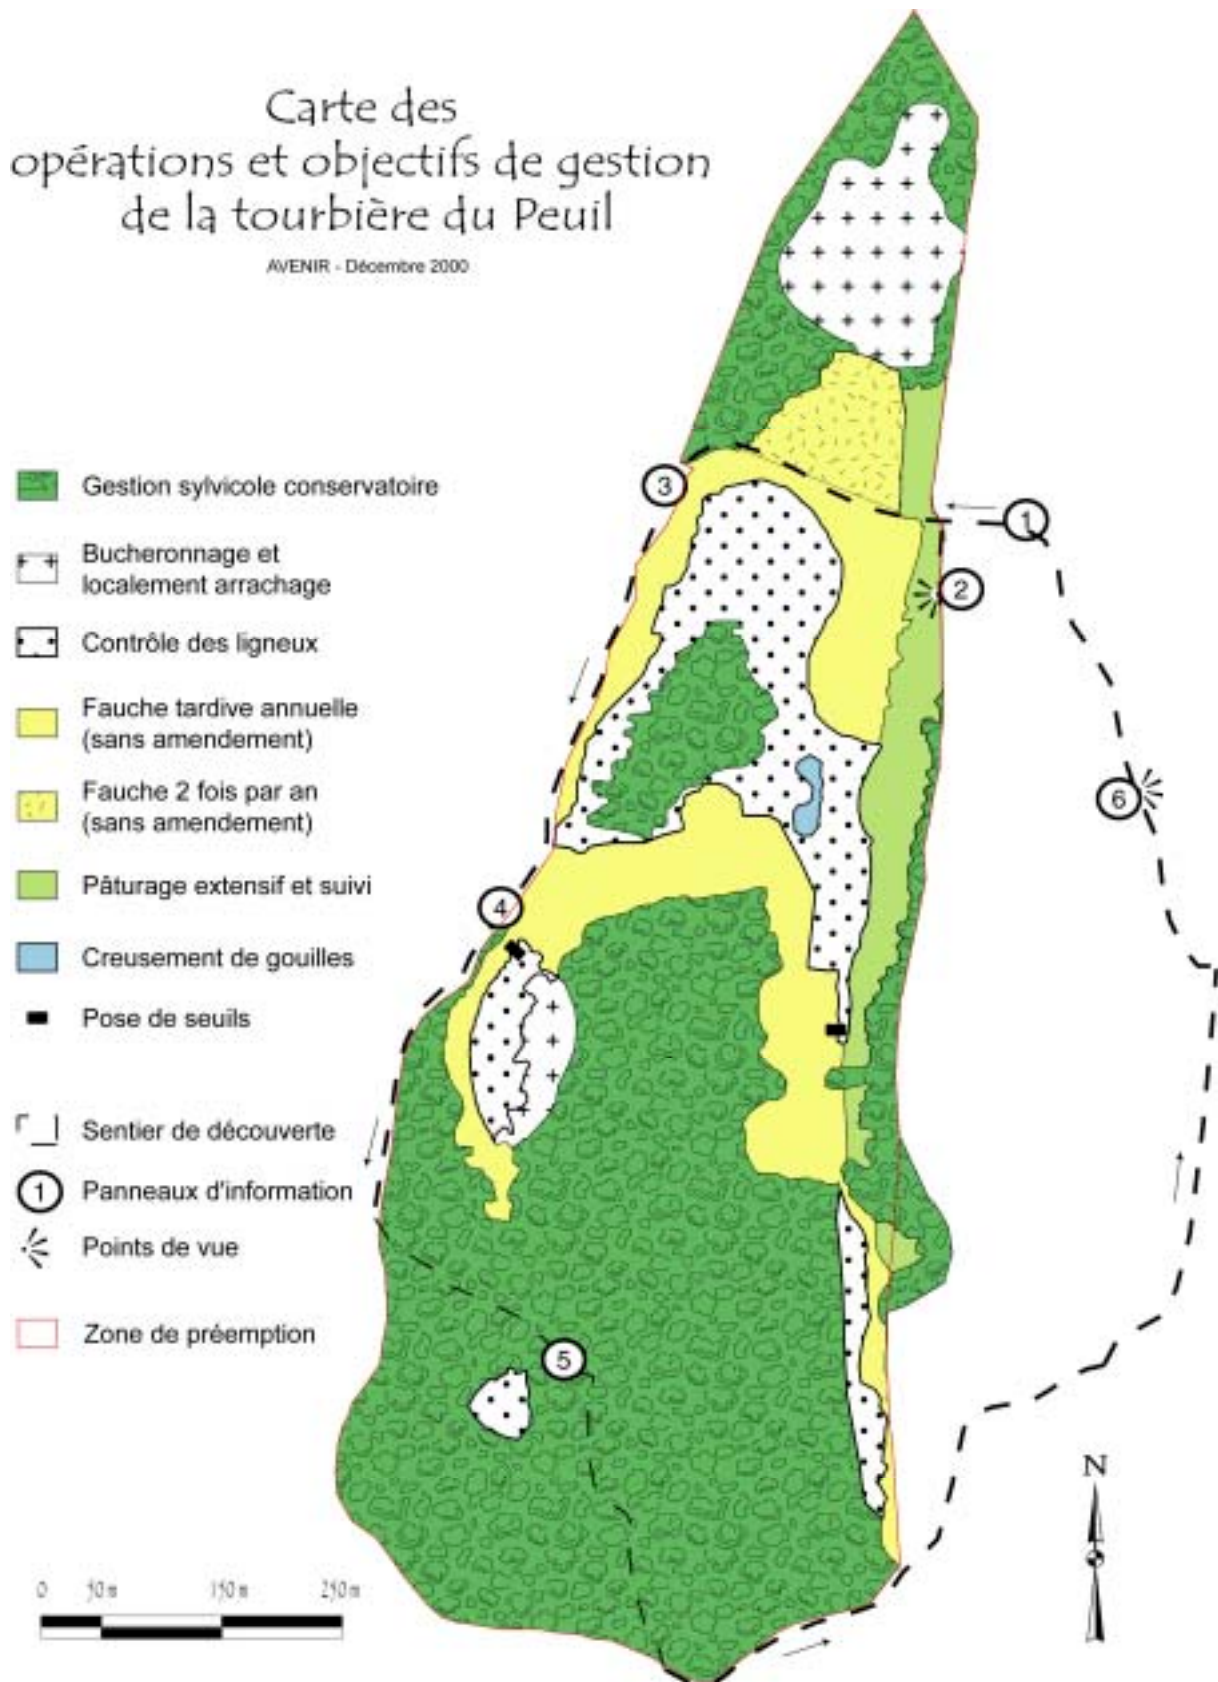 Carte des
opérations et objectifs de gestion
de la tourbière du Peuil
AVENIR - Décembre 2000
Gestion sylvicole conservatoire
Bucheronnage et
localement arrachage
Contrôle des ligneux
Fauche tardive annuelle
(sans amendement)
Fauche 2 fois par an
(sans amendement)
Pâturage extensif et suivi
Creusement de gouilles
Pose de seuils
Sentier de découverte
1 Panneaux d'information
Points de vue
Zone de préemption
3
1
2
6
4
5
N
0 50 m 150 m 250 m